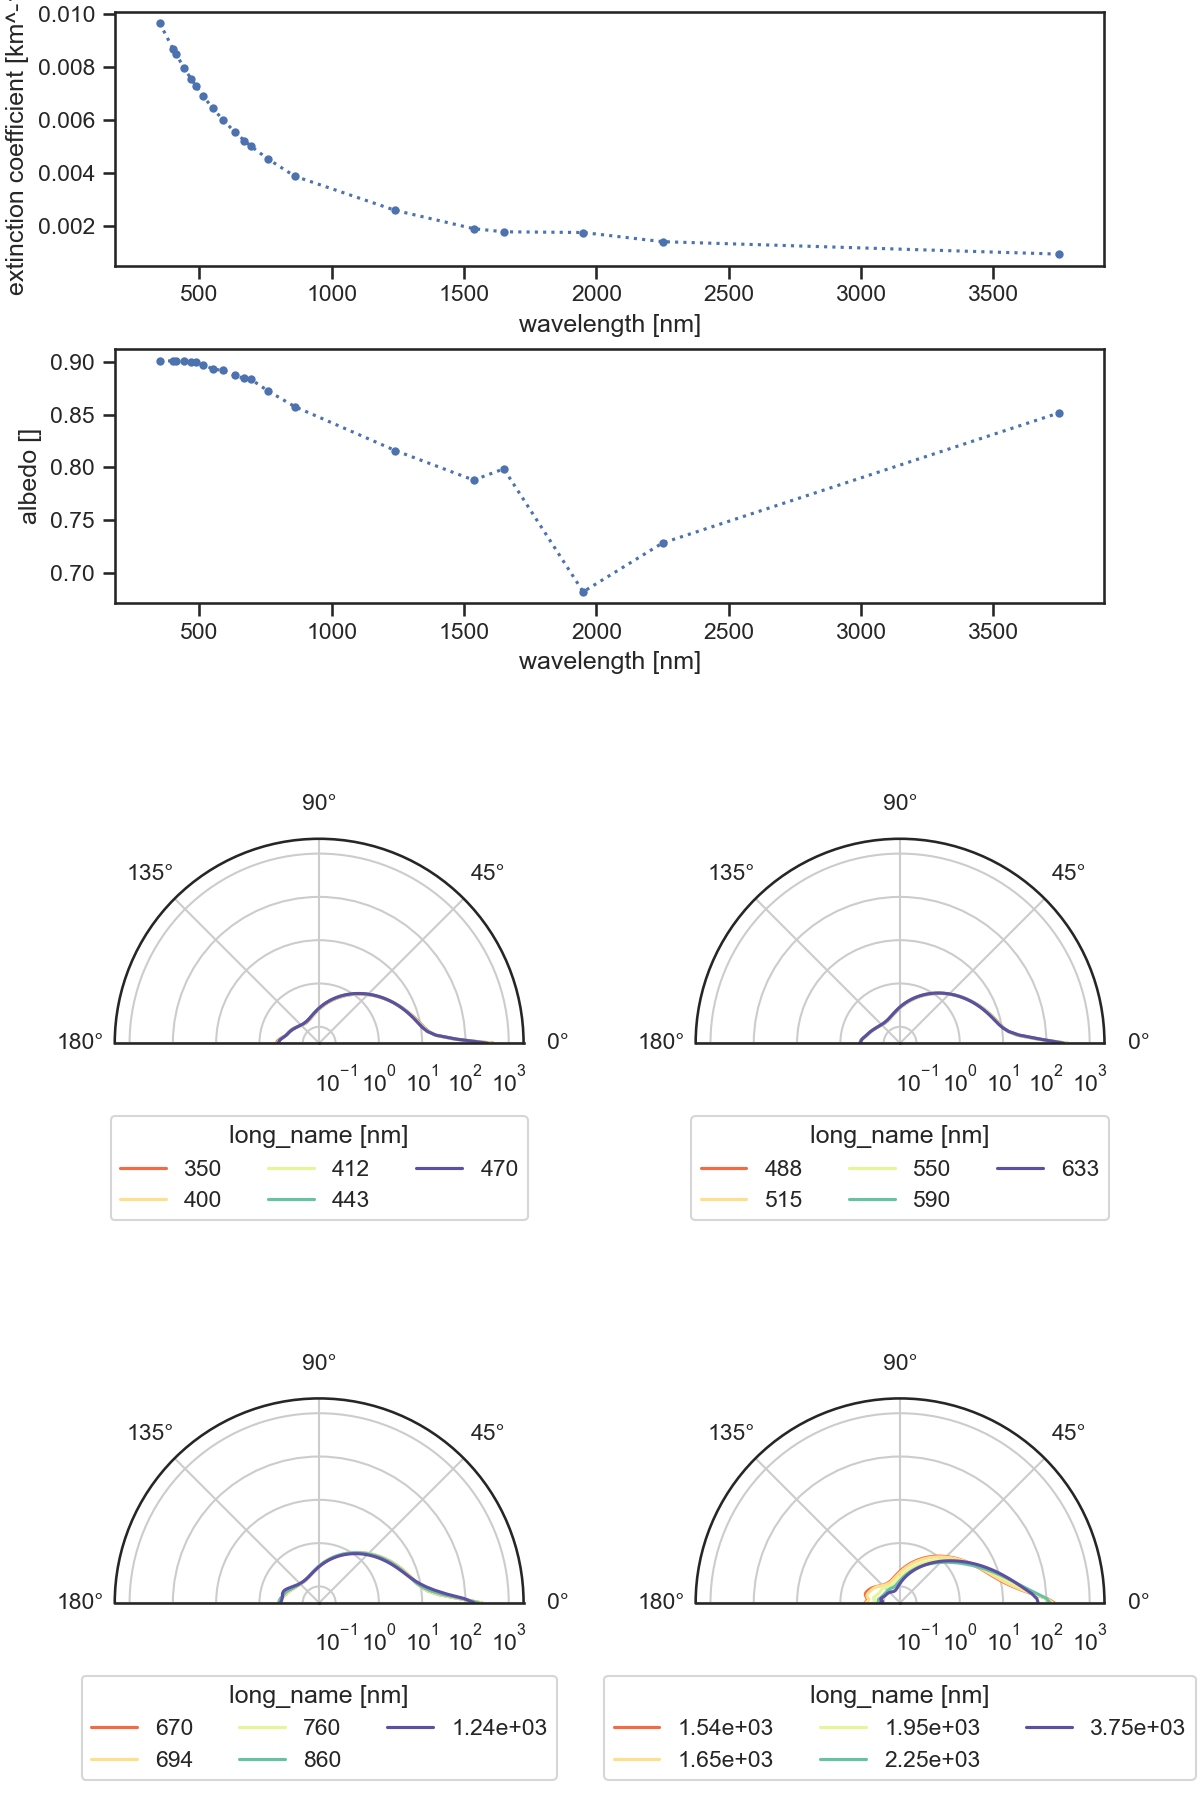 extinction coefficient [km^-
0.010
0.008
0.006
0.004
0.002
500 1000 1500 2000 2500 3000 3500
wavelength [nm]
albedo []
0.90
0.85
0.80
0.75
0.70
500 1000 1500 2000 2500 3000 3500
wavelength [nm]
90°
135° 45°
180° 0°
10⁻¹ 10⁰ 10¹ 10² 10³
long_name [nm]
350 412 470
400 443
90°
135° 45°
180° 0°
10⁻¹ 10⁰ 10¹ 10² 10³
long_name [nm]
488 550 633
515 590
90°
135° 45°
180° 0°
10⁻¹ 10⁰ 10¹ 10² 10³
long_name [nm]
670 760 1.24e+03
694 860
90°
135° 45°
180° 0°
10⁻¹ 10⁰ 10¹ 10² 10³
long_name [nm]
1.54e+03 1.95e+03 3.75e+03
1.65e+03 2.25e+03